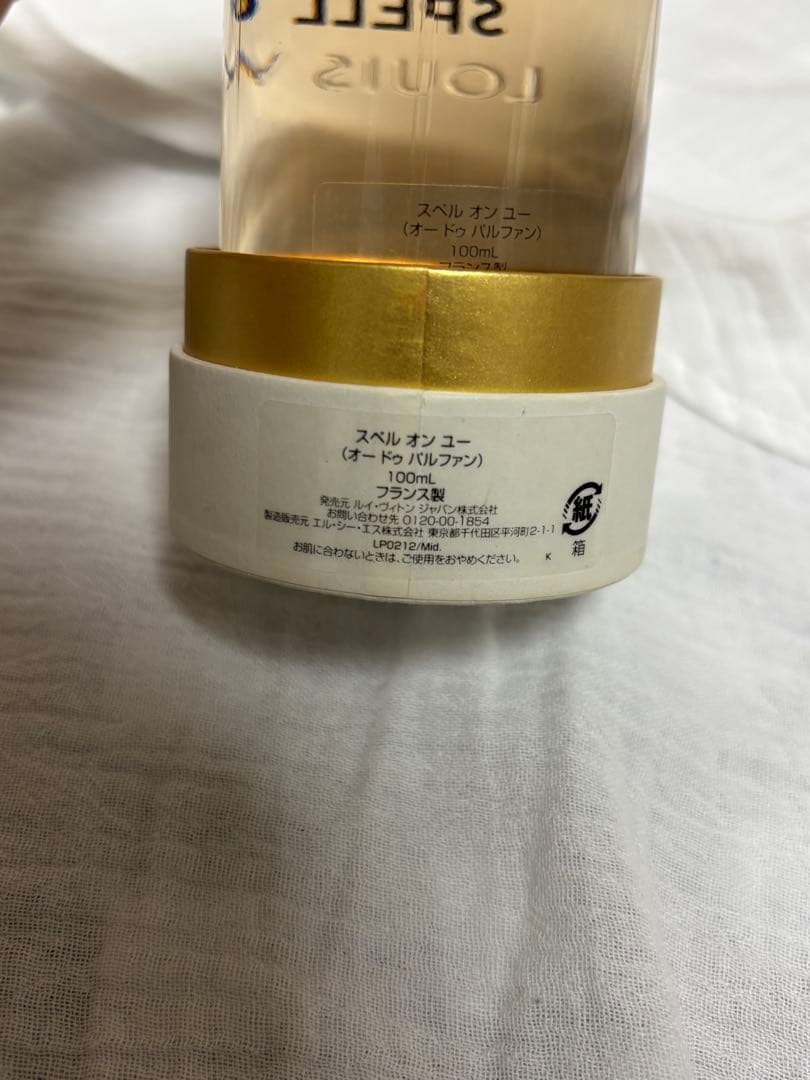 SPELL
LOUIS
スペル オン ユー
(オー ドゥ パルファン)
100mL
フランス製
スペル オン ユー
(オー ドゥ パルファン)
100mL
フランス製
発売元 ルイ・ヴィトン ジャパン株式会社
お問い合わせ先 0120-00-1854
製造販売元 エル・シー・エス株式会社 東京都千代田区平河町2-1-1
LP0212/Mid.
お肌に合わないときは、ご使用をおやめください。
K
紙
箱